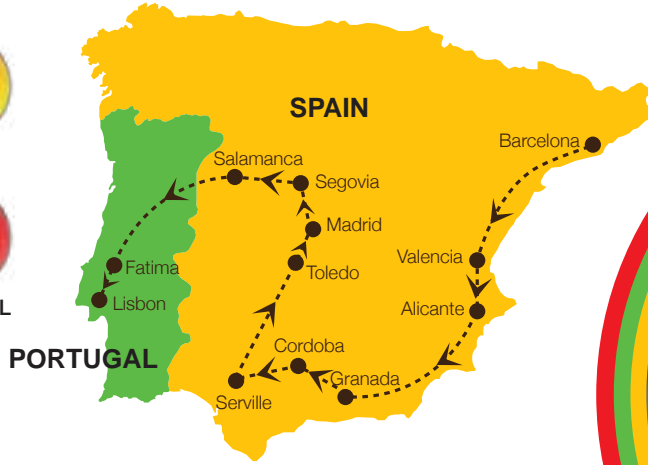 SPAIN
Barcelona
Salamanca
Segovia
Madrid
Valencia
Toledo
Fatima
Alicante
Lisbon
L
PORTUGAL
Cordoba
Granada
Serville